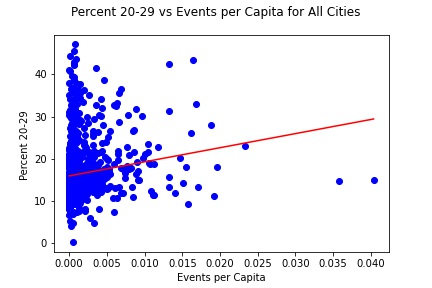 Percent 20-29 vs Events per Capita for All Cities
Percent 20-29
40
30
20
10
0
0.000 0.005 0.010 0.015 0.020 0.025 0.030 0.035 0.040
Events per Capita